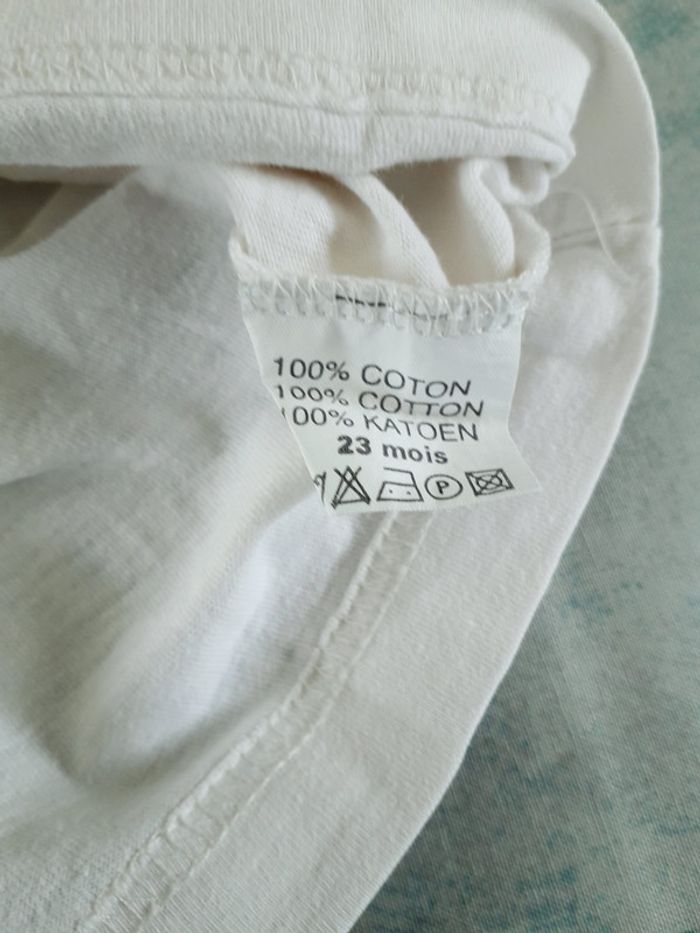 100% COTON
100% COTTON
100% KATOEN
23 mois
P